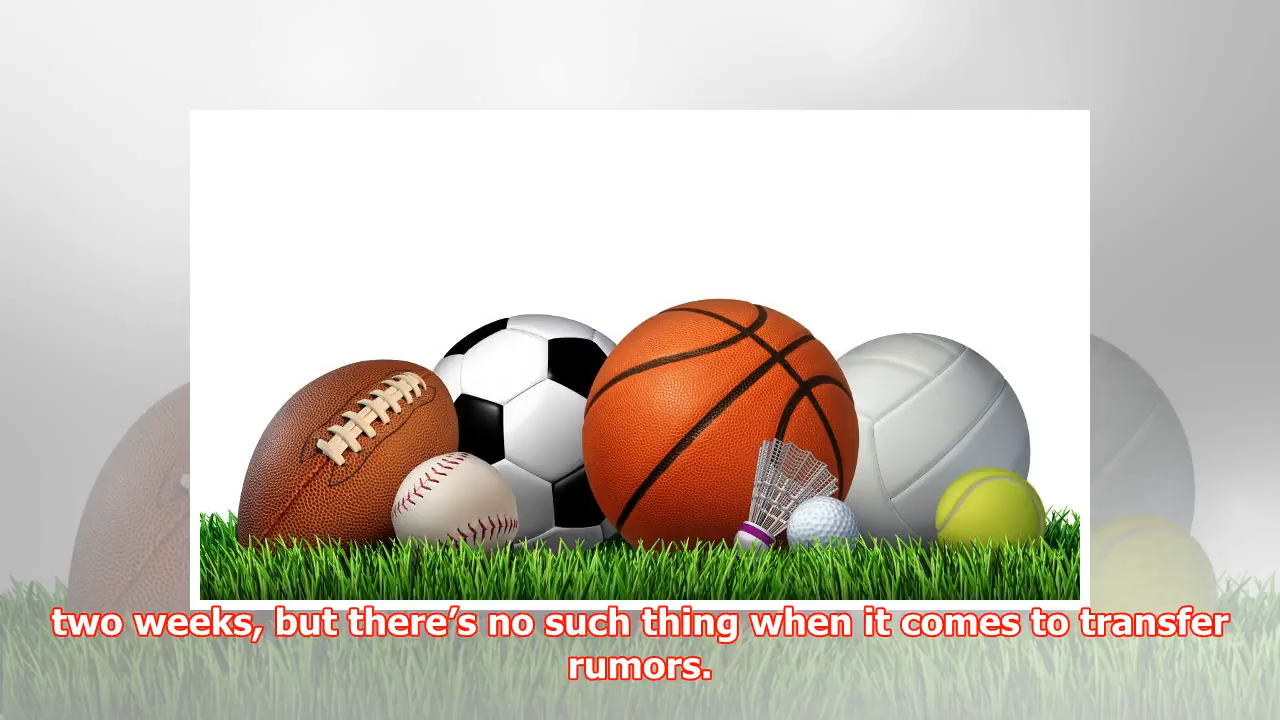 two weeks, but there’s no such thing when it comes to transfer
rumors.